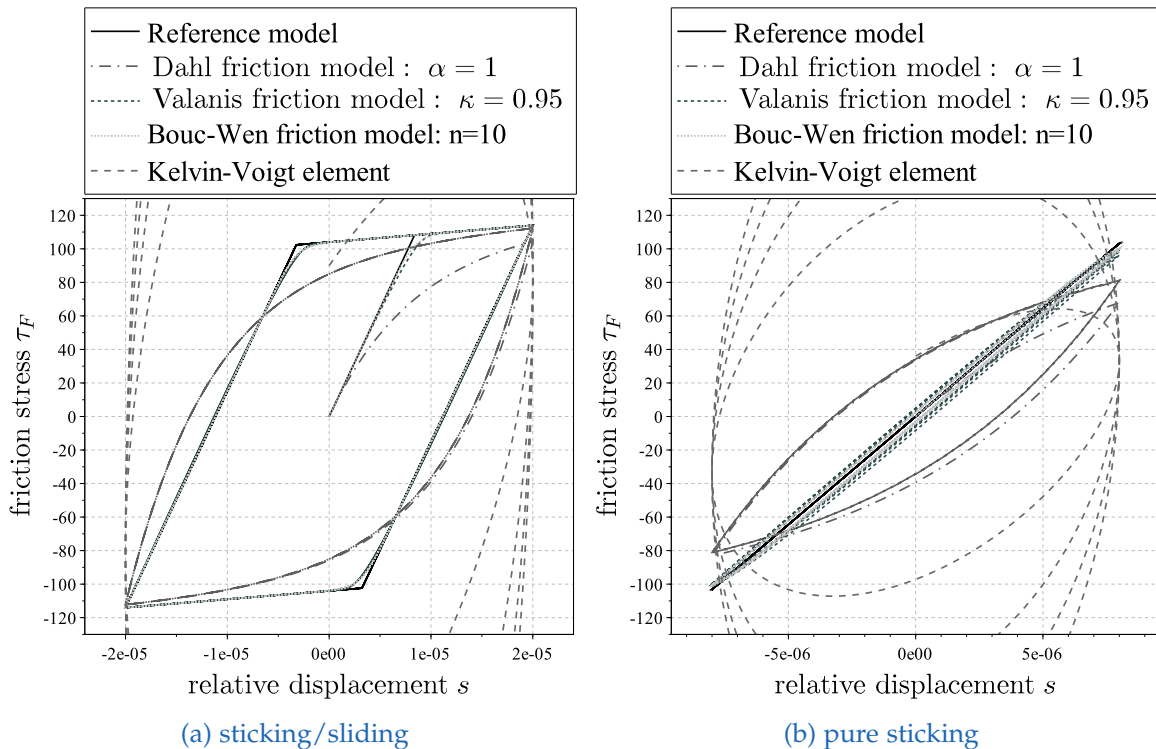 Reference model
Dahl friction model : α = 1
Valanis friction model : κ = 0.95
Bouc-Wen friction model: n=10
Kelvin-Voigt element
120
100
80
60
40
20
0
-20
-40
-60
-80
-100
-120
friction stress τ_F
-2e-05 -1e-05 0e00 1e-05 2e-05
relative displacement s
(a) sticking/sliding
Reference model
Dahl friction model : α = 1
Valanis friction model : κ = 0.95
Bouc-Wen friction model: n=10
Kelvin-Voigt element
120
100
80
60
40
20
0
-20
-40
-60
-80
-100
-120
friction stress τ_F
-5e-06 0e00 5e-06
relative displacement s
(b) pure sticking